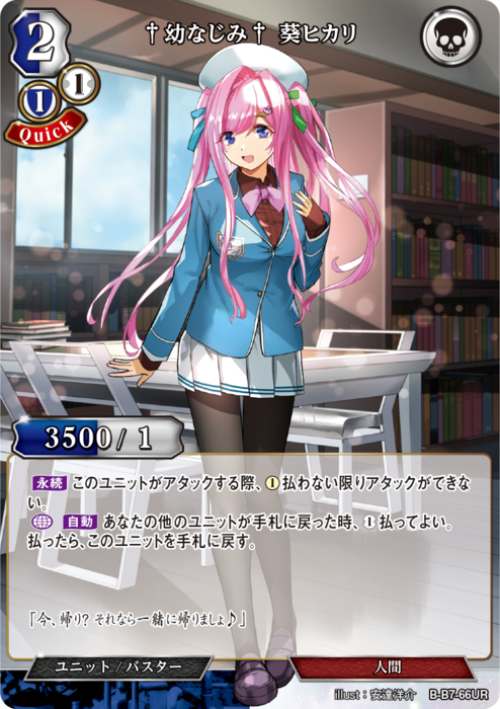 2
†幼なじみ† 葵ヒカリ
1
1
Quick
3500 / 1
永続 このユニットがアタックする際、1払わない限りアタックができな
い。
自動 あなたの他のユニットが手札に戻った時、1払ってよい。
払ったら、このユニットを手札に戻す。
「今、帰り? それなら一緒に帰りましょ♪」
ユニット / バスター
人間
illust：安達洋介 B-B7-66UR